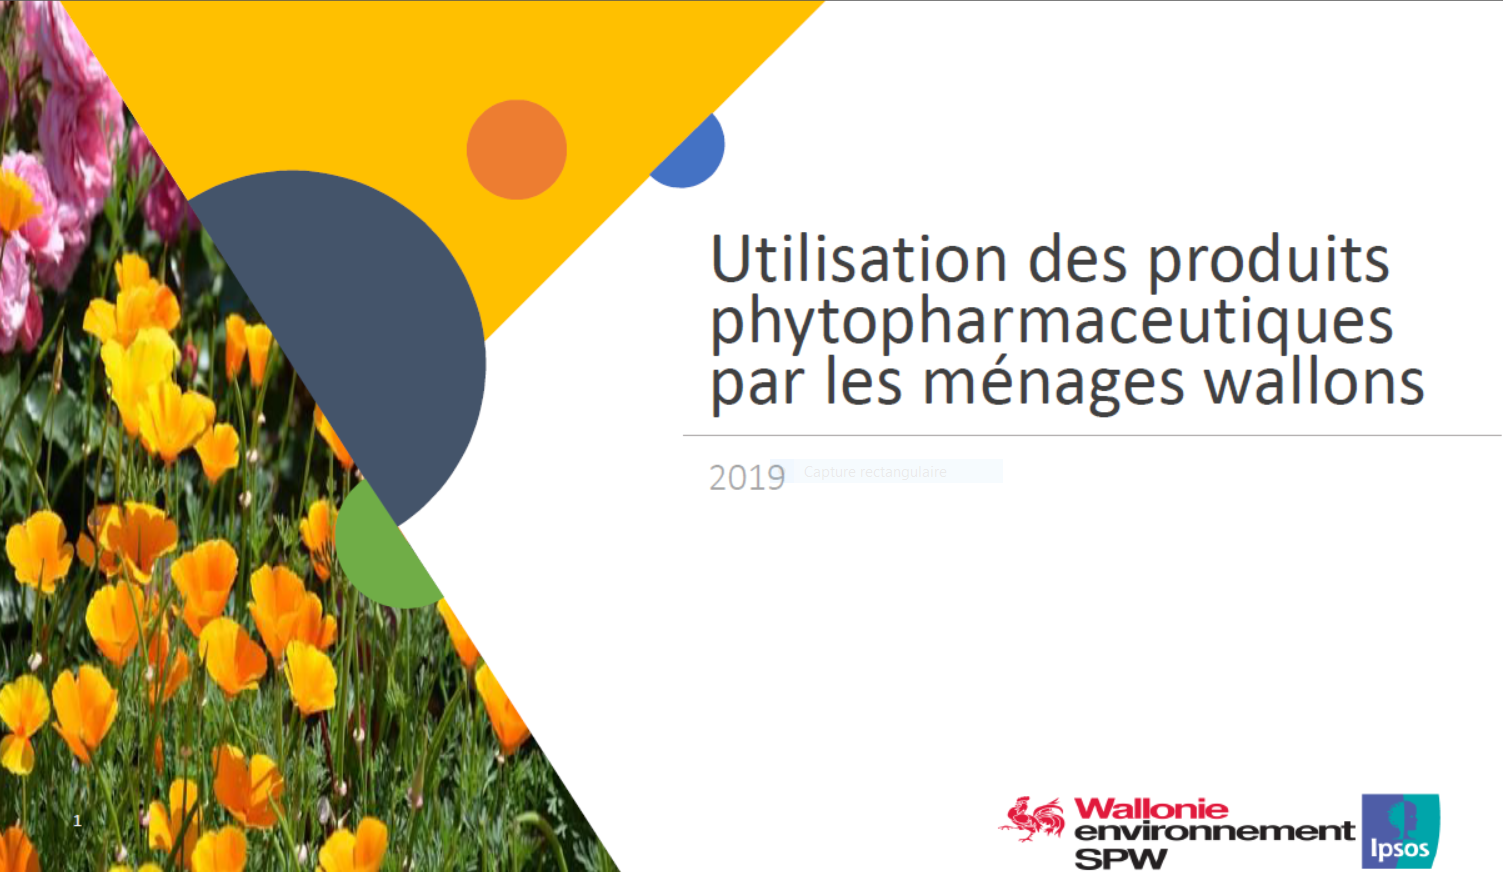 Utilisation des produits
phytopharmaceutiques
par les ménages wallons
2019
Capture rectangulaire
1
Wallonie
environnement
SPW
Ipsos